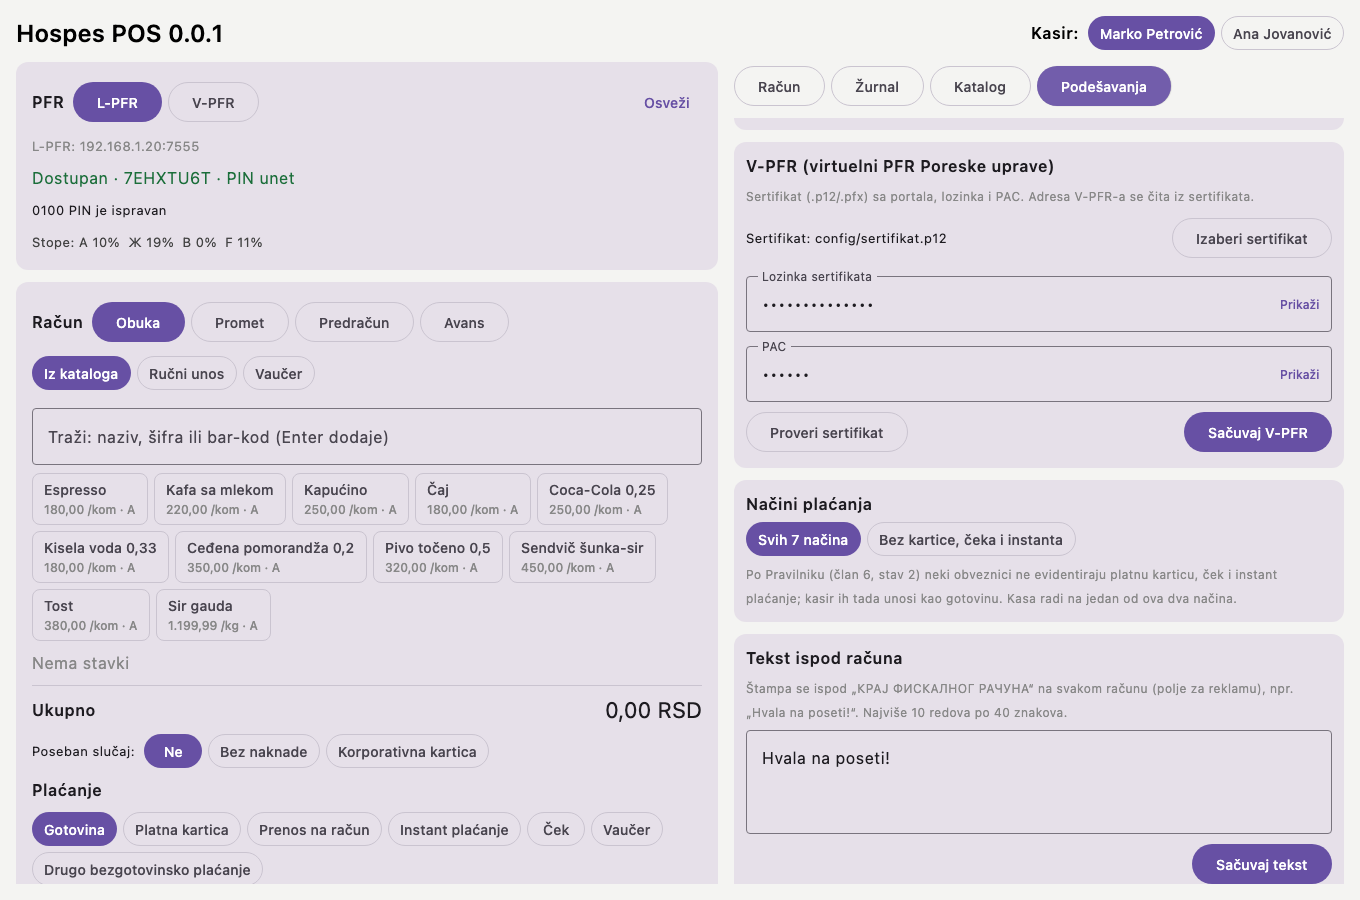 Hospes POS 0.0.1
Kasir: Marko Petrović Ana Jovanović
PFR L-PFR V-PFR Osveži
L-PFR: 192.168.1.20:7555
Dostupan · 7EHXTU6T · PIN unet
0100 PIN je ispravan
Stope: A 10% Ж 19% B 0% F 11%
Račun Obuka Promet Predračun Avans
Iz kataloga Ručni unos Vaučer
Traži: naziv, šifra ili bar-kod (Enter dodaje)
Espresso
180,00 /kom · A
Kafa sa mlekom
220,00 /kom · A
Kapućino
250,00 /kom · A
Čaj
180,00 /kom · A
Coca-Cola 0,25
250,00 /kom · A
Kisela voda 0,33
180,00 /kom · A
Ceđena pomorandža 0,2
350,00 /kom · A
Pivo točeno 0,5
320,00 /kom · A
Sendvič šunka-sir
450,00 /kom · A
Tost
380,00 /kom · A
Sir gauda
1.199,99 /kg · A
Nema stavki
Ukupno 0,00 RSD
Poseban slučaj: Ne Bez naknade Korporativna kartica
Plaćanje
Gotovina Platna kartica Prenos na račun Instant plaćanje Ček Vaučer
Drugo bezgotovinsko plaćanje
Račun Žurnal Katalog Podešavanja
V-PFR (virtuelni PFR Poreske uprave)
Sertifikat (.p12/.pfx) sa portala, lozinka i PAC. Adresa V-PFR-a se čita iz sertifikata.
Sertifikat: config/sertifikat.p12 Izaberi sertifikat
Lozinka sertifikata
•••••••••••••• Prikaži
PAC
•••••• Prikaži
Proveri sertifikat Sačuvaj V-PFR
Načini plaćanja
Svih 7 načina Bez kartice, čeka i instanta
Po Pravilniku (član 6, stav 2) neki obveznici ne evidentiraju platnu karticu, ček i instant
plaćanje; kasir ih tada unosi kao gotovinu. Kasa radi na jedan od ova dva načina.
Tekst ispod računa
Štampa se ispod „КРАЈ ФИСКАЛНОГ РАЧУНА“ na svakom računu (polje za reklamu), npr.
„Hvala na poseti!“. Najviše 10 redova po 40 znakova.
Hvala na poseti!
Sačuvaj tekst